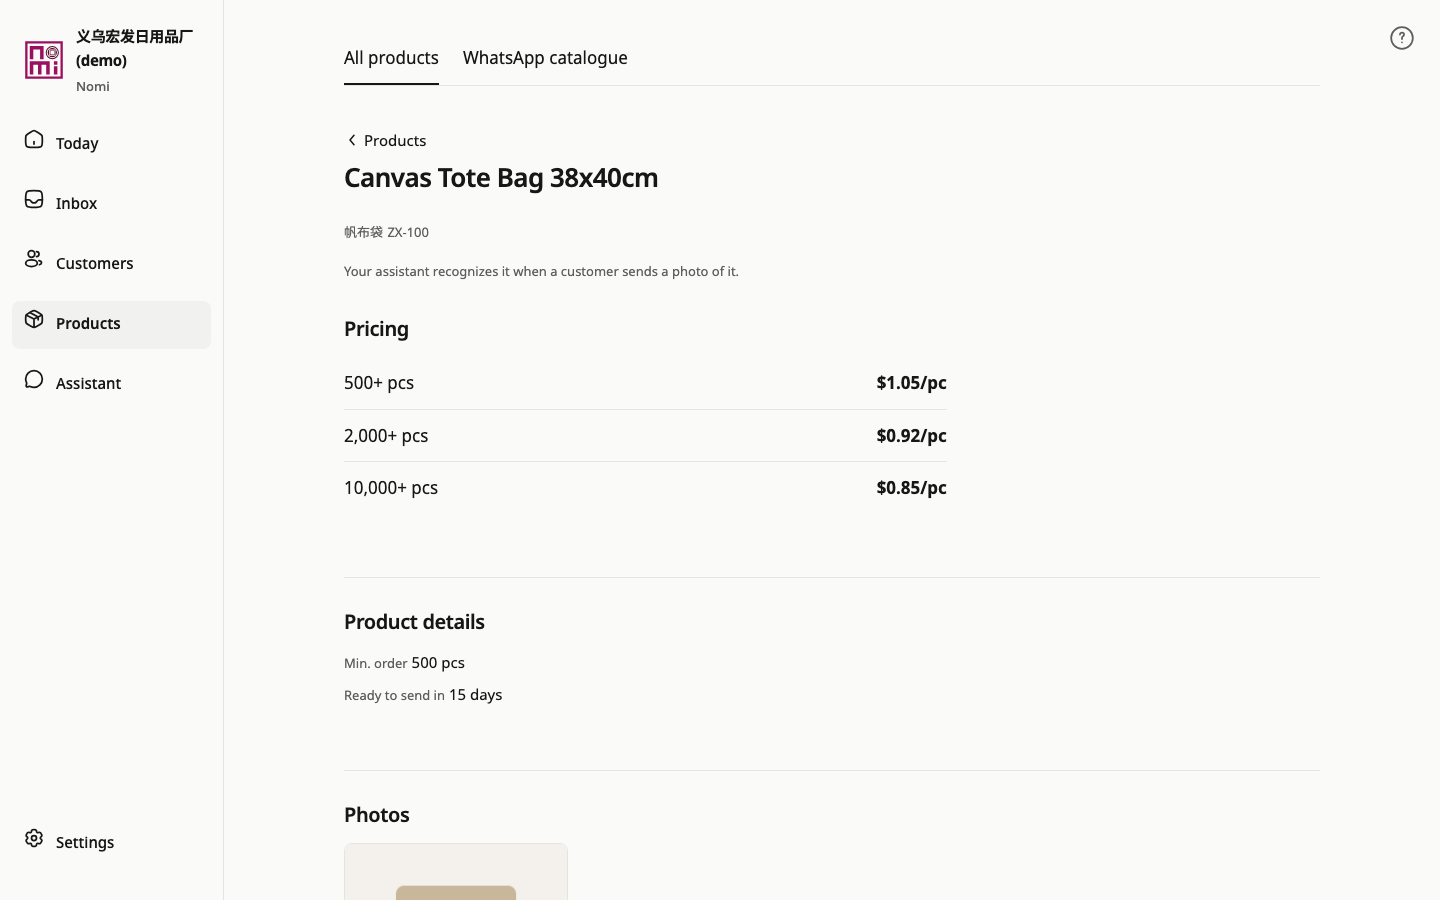 义乌宏发日用品厂
(demo)
Nomi
Today
Inbox
Customers
Products
Assistant
Settings
All products
WhatsApp catalogue
Products
Canvas Tote Bag 38x40cm
帆布袋 ZX-100
Your assistant recognizes it when a customer sends a photo of it.
Pricing
500+ pcs $1.05/pc
2,000+ pcs $0.92/pc
10,000+ pcs $0.85/pc
Product details
Min. order 500 pcs
Ready to send in 15 days
Photos